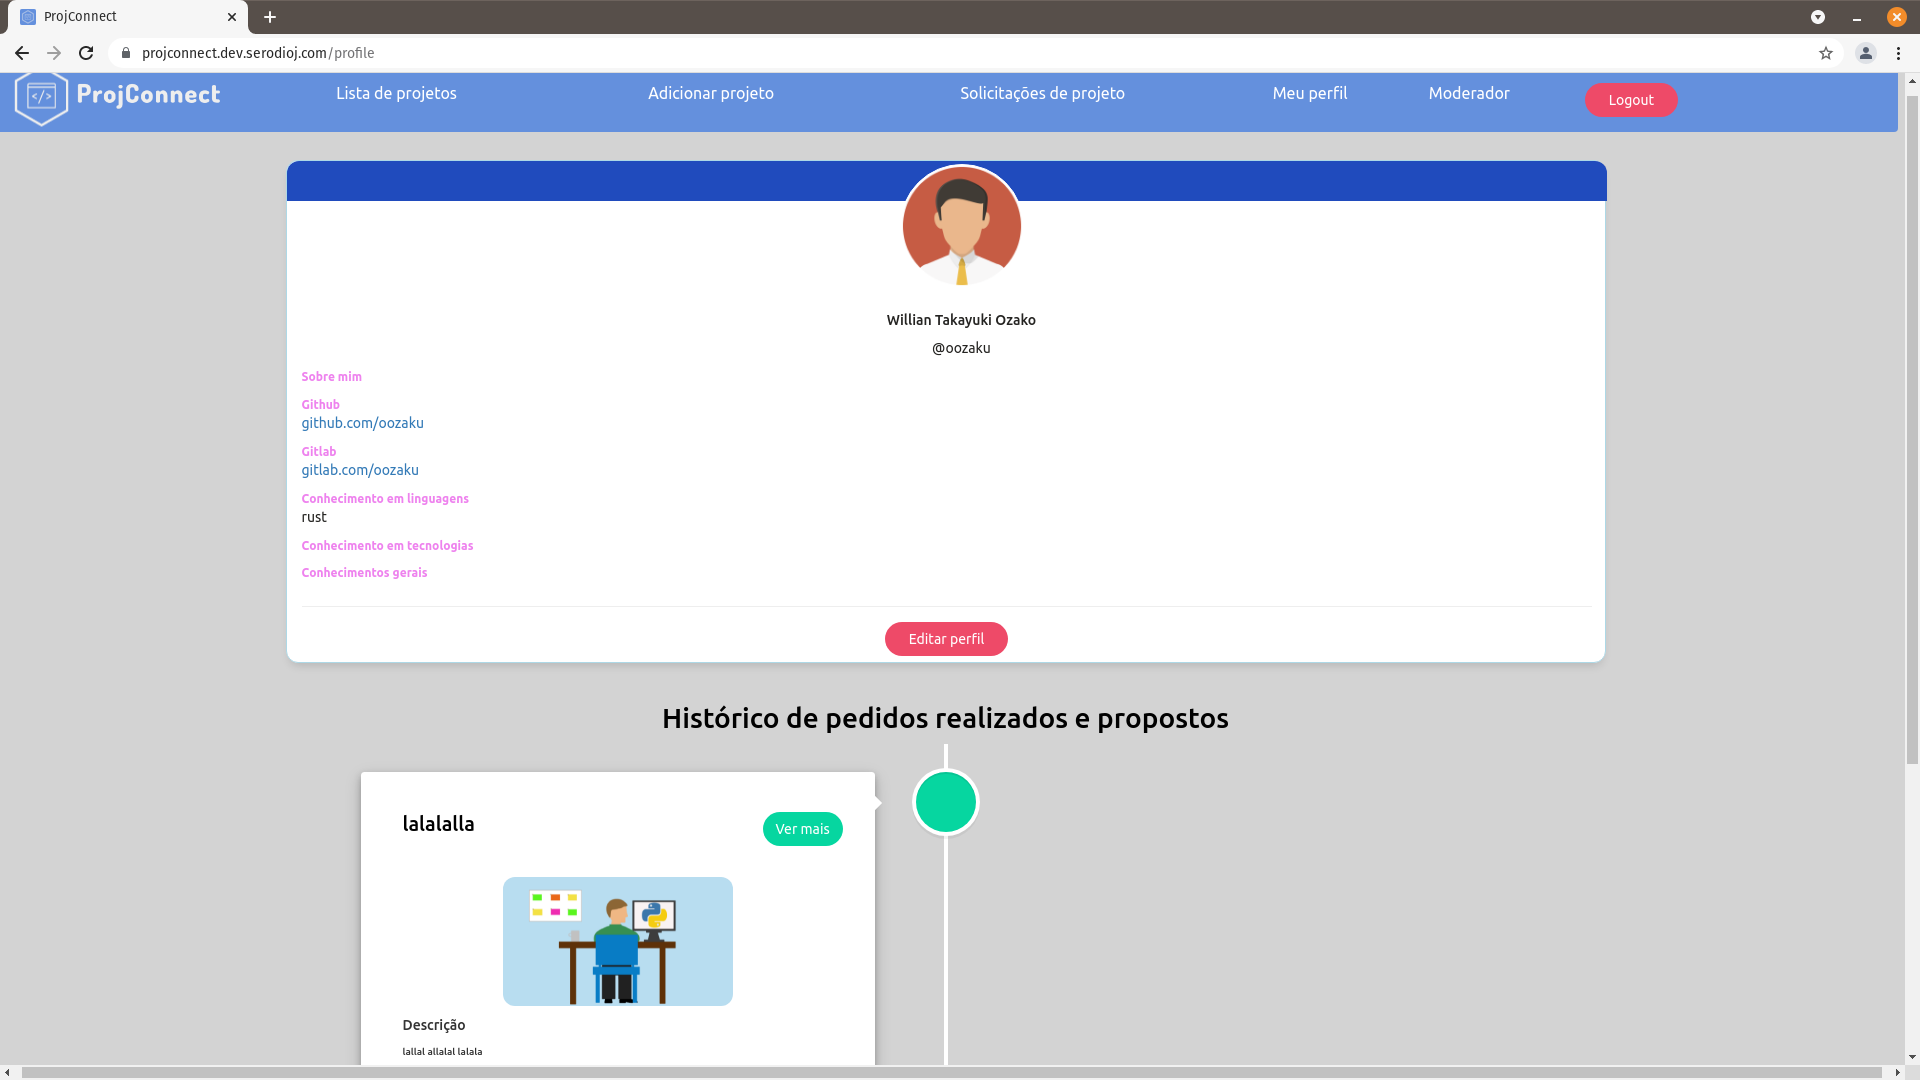 ProjConnect
projconnect.dev.serodioj.com/profile
</> ProjConnect Lista de projetos Adicionar projeto Solicitações de projeto Meu perfil Moderador Logout
Willian Takayuki Ozako
@oozaku
Sobre mim
Github
github.com/oozaku
Gitlab
gitlab.com/oozaku
Conhecimento em linguagens
rust
Conhecimento em tecnologias
Conhecimentos gerais
Editar perfil
Histórico de pedidos realizados e propostos
lalalalla Ver mais
Descrição
lallal allalal lalala